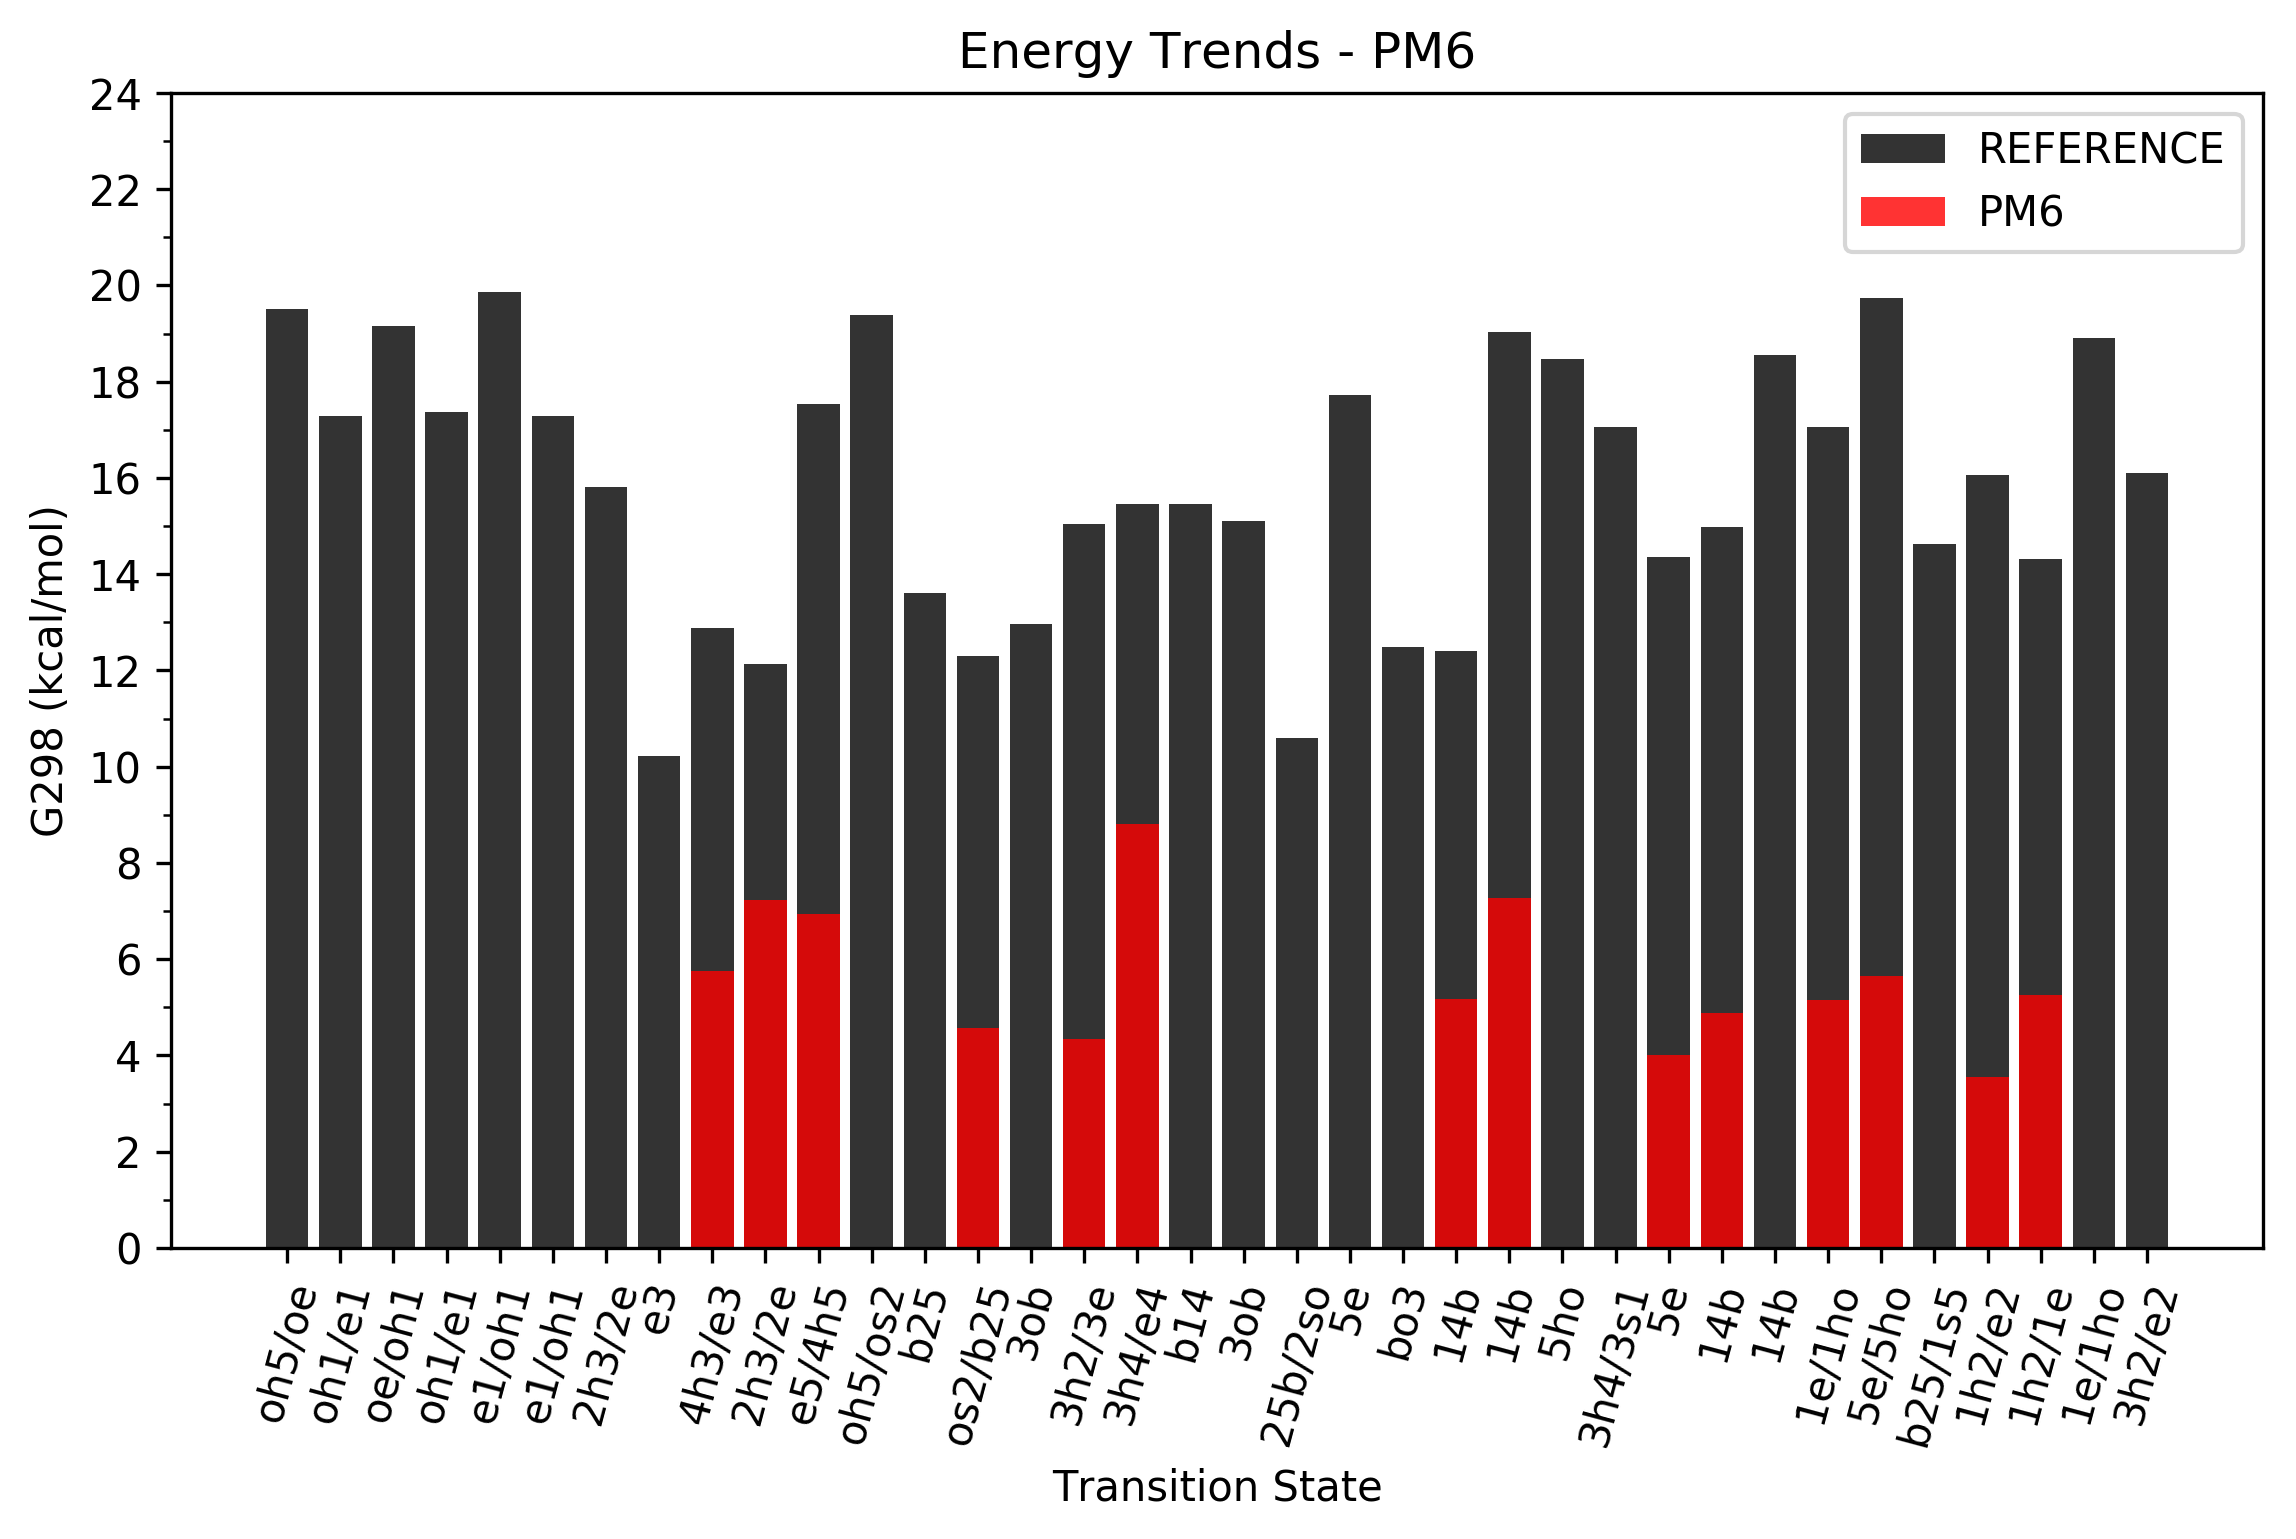 Energy Trends - PM6
REFERENCE
PM6
G298 (kcal/mol)
24
22
20
18
16
14
12
10
8
6
4
2
0
oh5/oe
oh1/e1
oe/oh1
oh1/e1
e1/oh1
e1/oh1
2h3/2e
e3
4h3/e3
2h3/2e
e5/4h5
oh5/os2
b25
os2/b25
3ob
3h2/3e
3h4/e4
b14
3ob
25b/2so
5e
bo3
14b
14b
5ho
3h4/3s1
5e
14b
14b
1e/1ho
5e/5ho
b25/1s5
1h2/e2
1h2/1e
1e/1ho
3h2/e2
Transition State